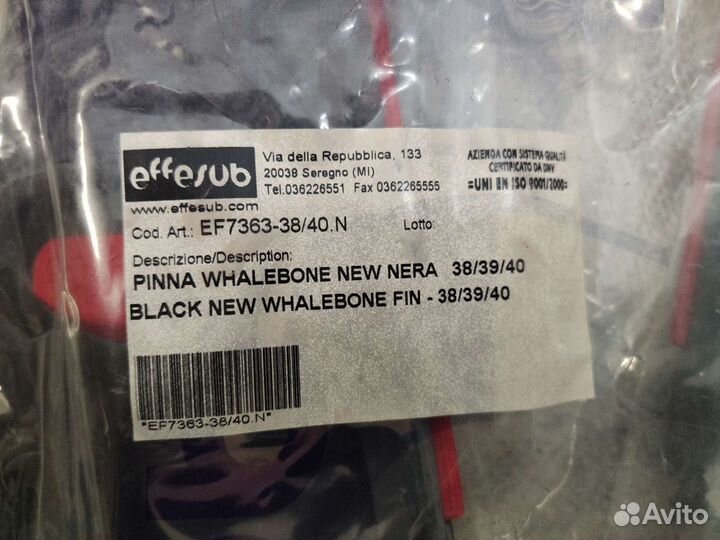 effesub
Via della Repubblica, 133
20038 Seregno (MI)
Tel.036226551 Fax 0362265555
AZIENDA CON SISTEMA QUALITÀ
CERTIFICATO DA DNV
=UNI EN ISO 9001/2000=
www.effesub.com
Cod. Art.: EF7363-38/40.N Lotto:
Descrizione/Description:
PINNA WHALEBONE NEW NERA 38/39/40
BLACK NEW WHALEBONE FIN - 38/39/40
*EF7363-38/40.N*
Avito